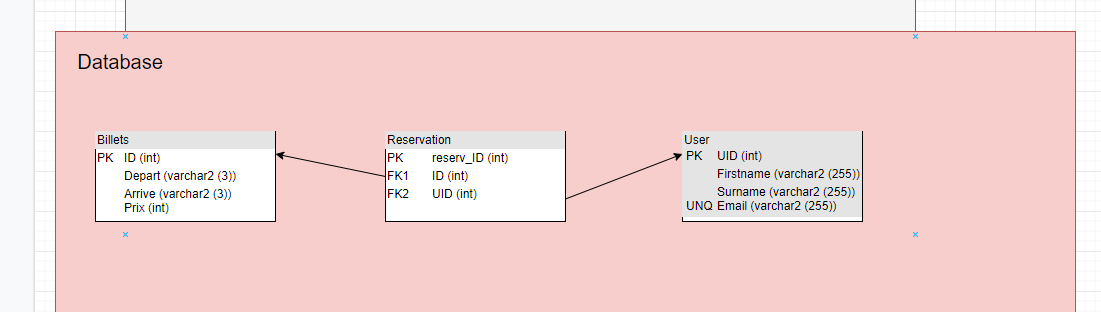 Database
Billets
PK ID (int)
Depart (varchar2 (3))
Arrive (varchar2 (3))
Prix (int)
Reservation
PK reserv_ID (int)
FK1 ID (int)
FK2 UID (int)
User
PK UID (int)
Firstname (varchar2 (255))
Surname (varchar2 (255))
UNQ Email (varchar2 (255))